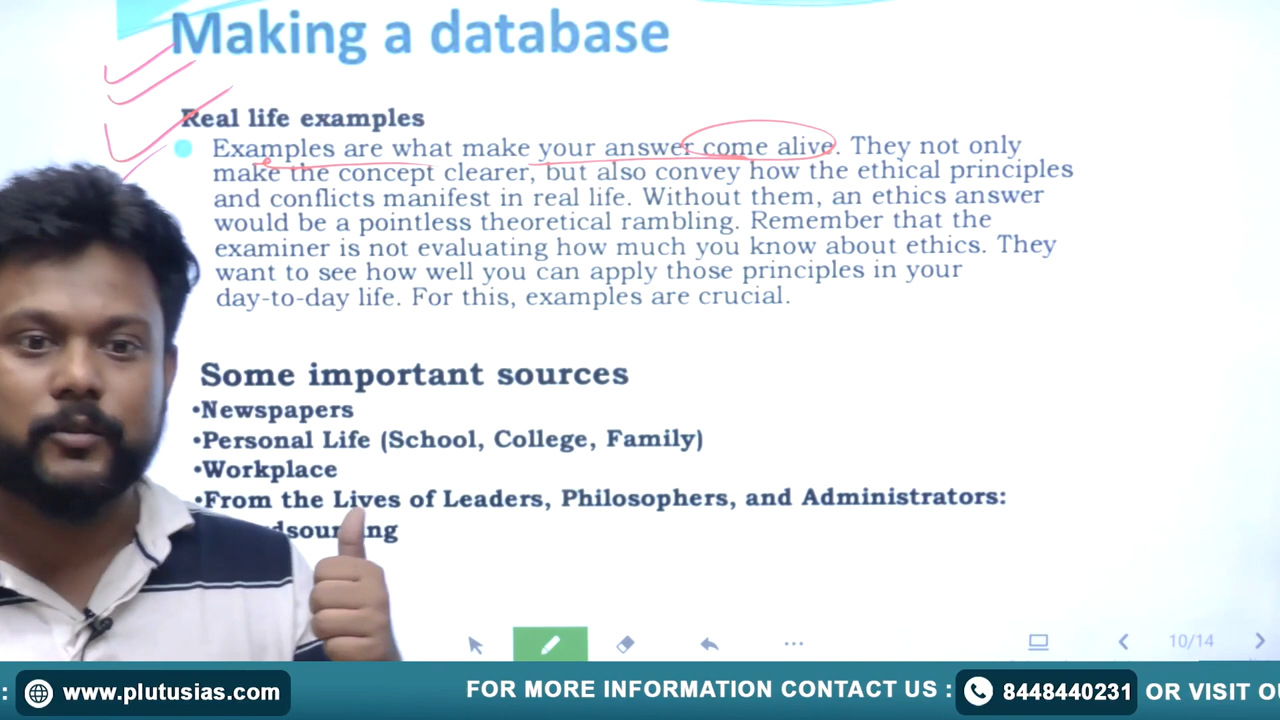 Making a database
Real life examples
Examples are what make your answer come alive. They not only
make the concept clearer, but also convey how the ethical principles
and conflicts manifest in real life. Without them, an ethics answer
would be a pointless theoretical rambling. Remember that the
examiner is not evaluating how much you know about ethics. They
want to see how well you can apply those principles in your
day-to-day life. For this, examples are crucial.
Some important sources
•Newspapers
•Personal Life (School, College, Family)
•Workplace
•From the Lives of Leaders, Philosophers, and Administrators:
10/14
: www.plutusias.com FOR MORE INFORMATION CONTACT US : 8448440231 OR VISIT